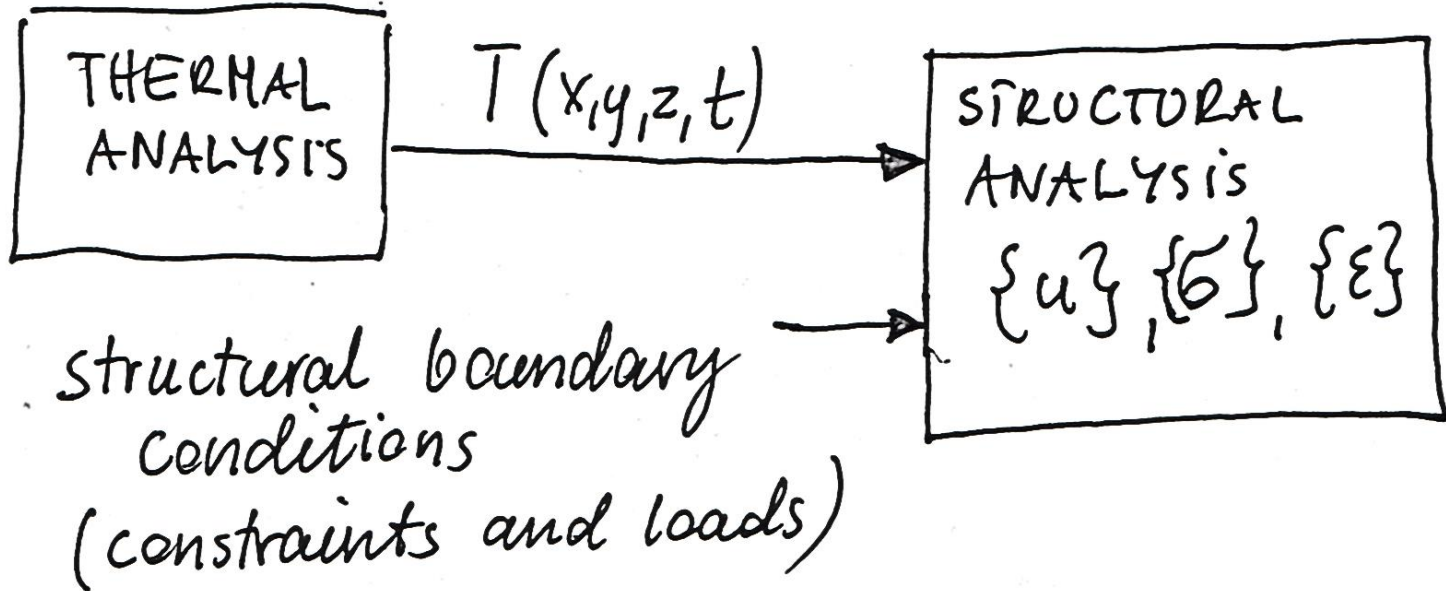 THERMAL
ANALYSIS
T(x,y,z,t)
STRUCTURAL
ANALYSIS
{u},{σ},{ε}
structural boundary
conditions
(constraints and loads)